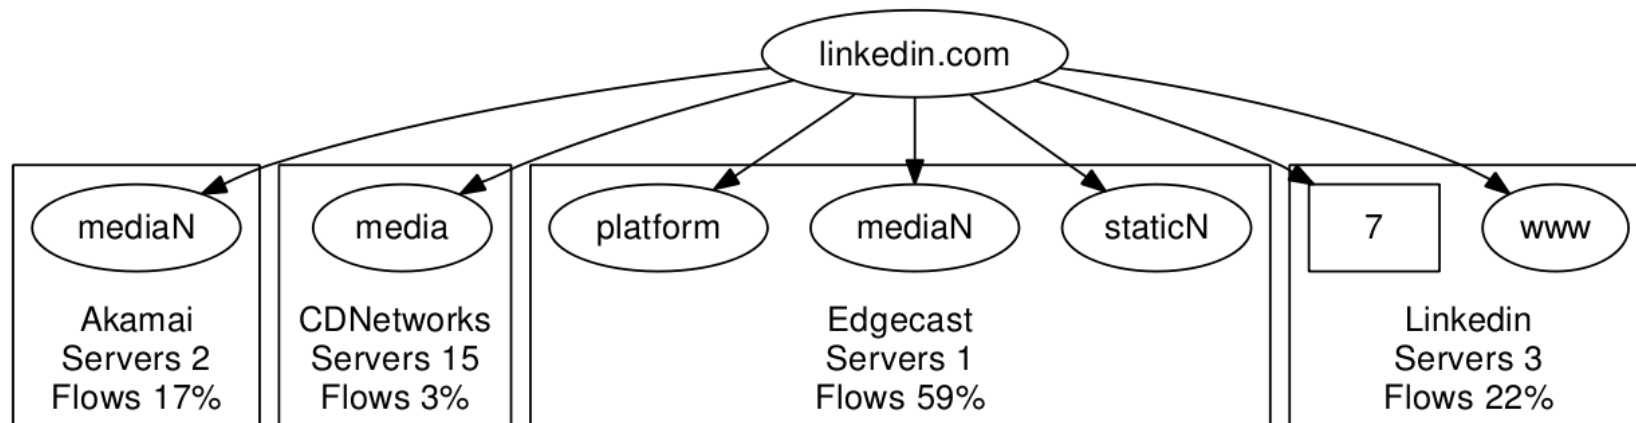 linkedin.com
mediaN
media
platform
mediaN
staticN
7
www
Akamai
Servers 2
Flows 17%
CDNetworks
Servers 15
Flows 3%
Edgecast
Servers 1
Flows 59%
Linkedin
Servers 3
Flows 22%